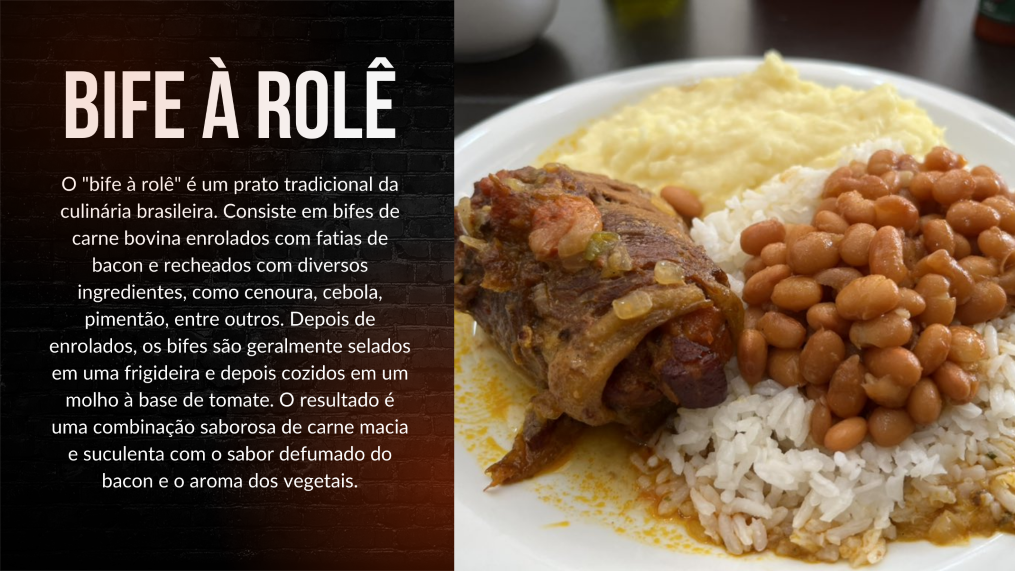 BIFE À ROLÊ
O "bife à rolê" é um prato tradicional da
culinária brasileira. Consiste em bifes de
carne bovina enrolados com fatias de
bacon e recheados com diversos
ingredientes, como cenoura, cebola,
pimentão, entre outros. Depois de
enrolados, os bifes são geralmente selados
em uma frigideira e depois cozidos em um
molho à base de tomate. O resultado é
uma combinação saborosa de carne macia
e suculenta com o sabor defumado do
bacon e o aroma dos vegetais.